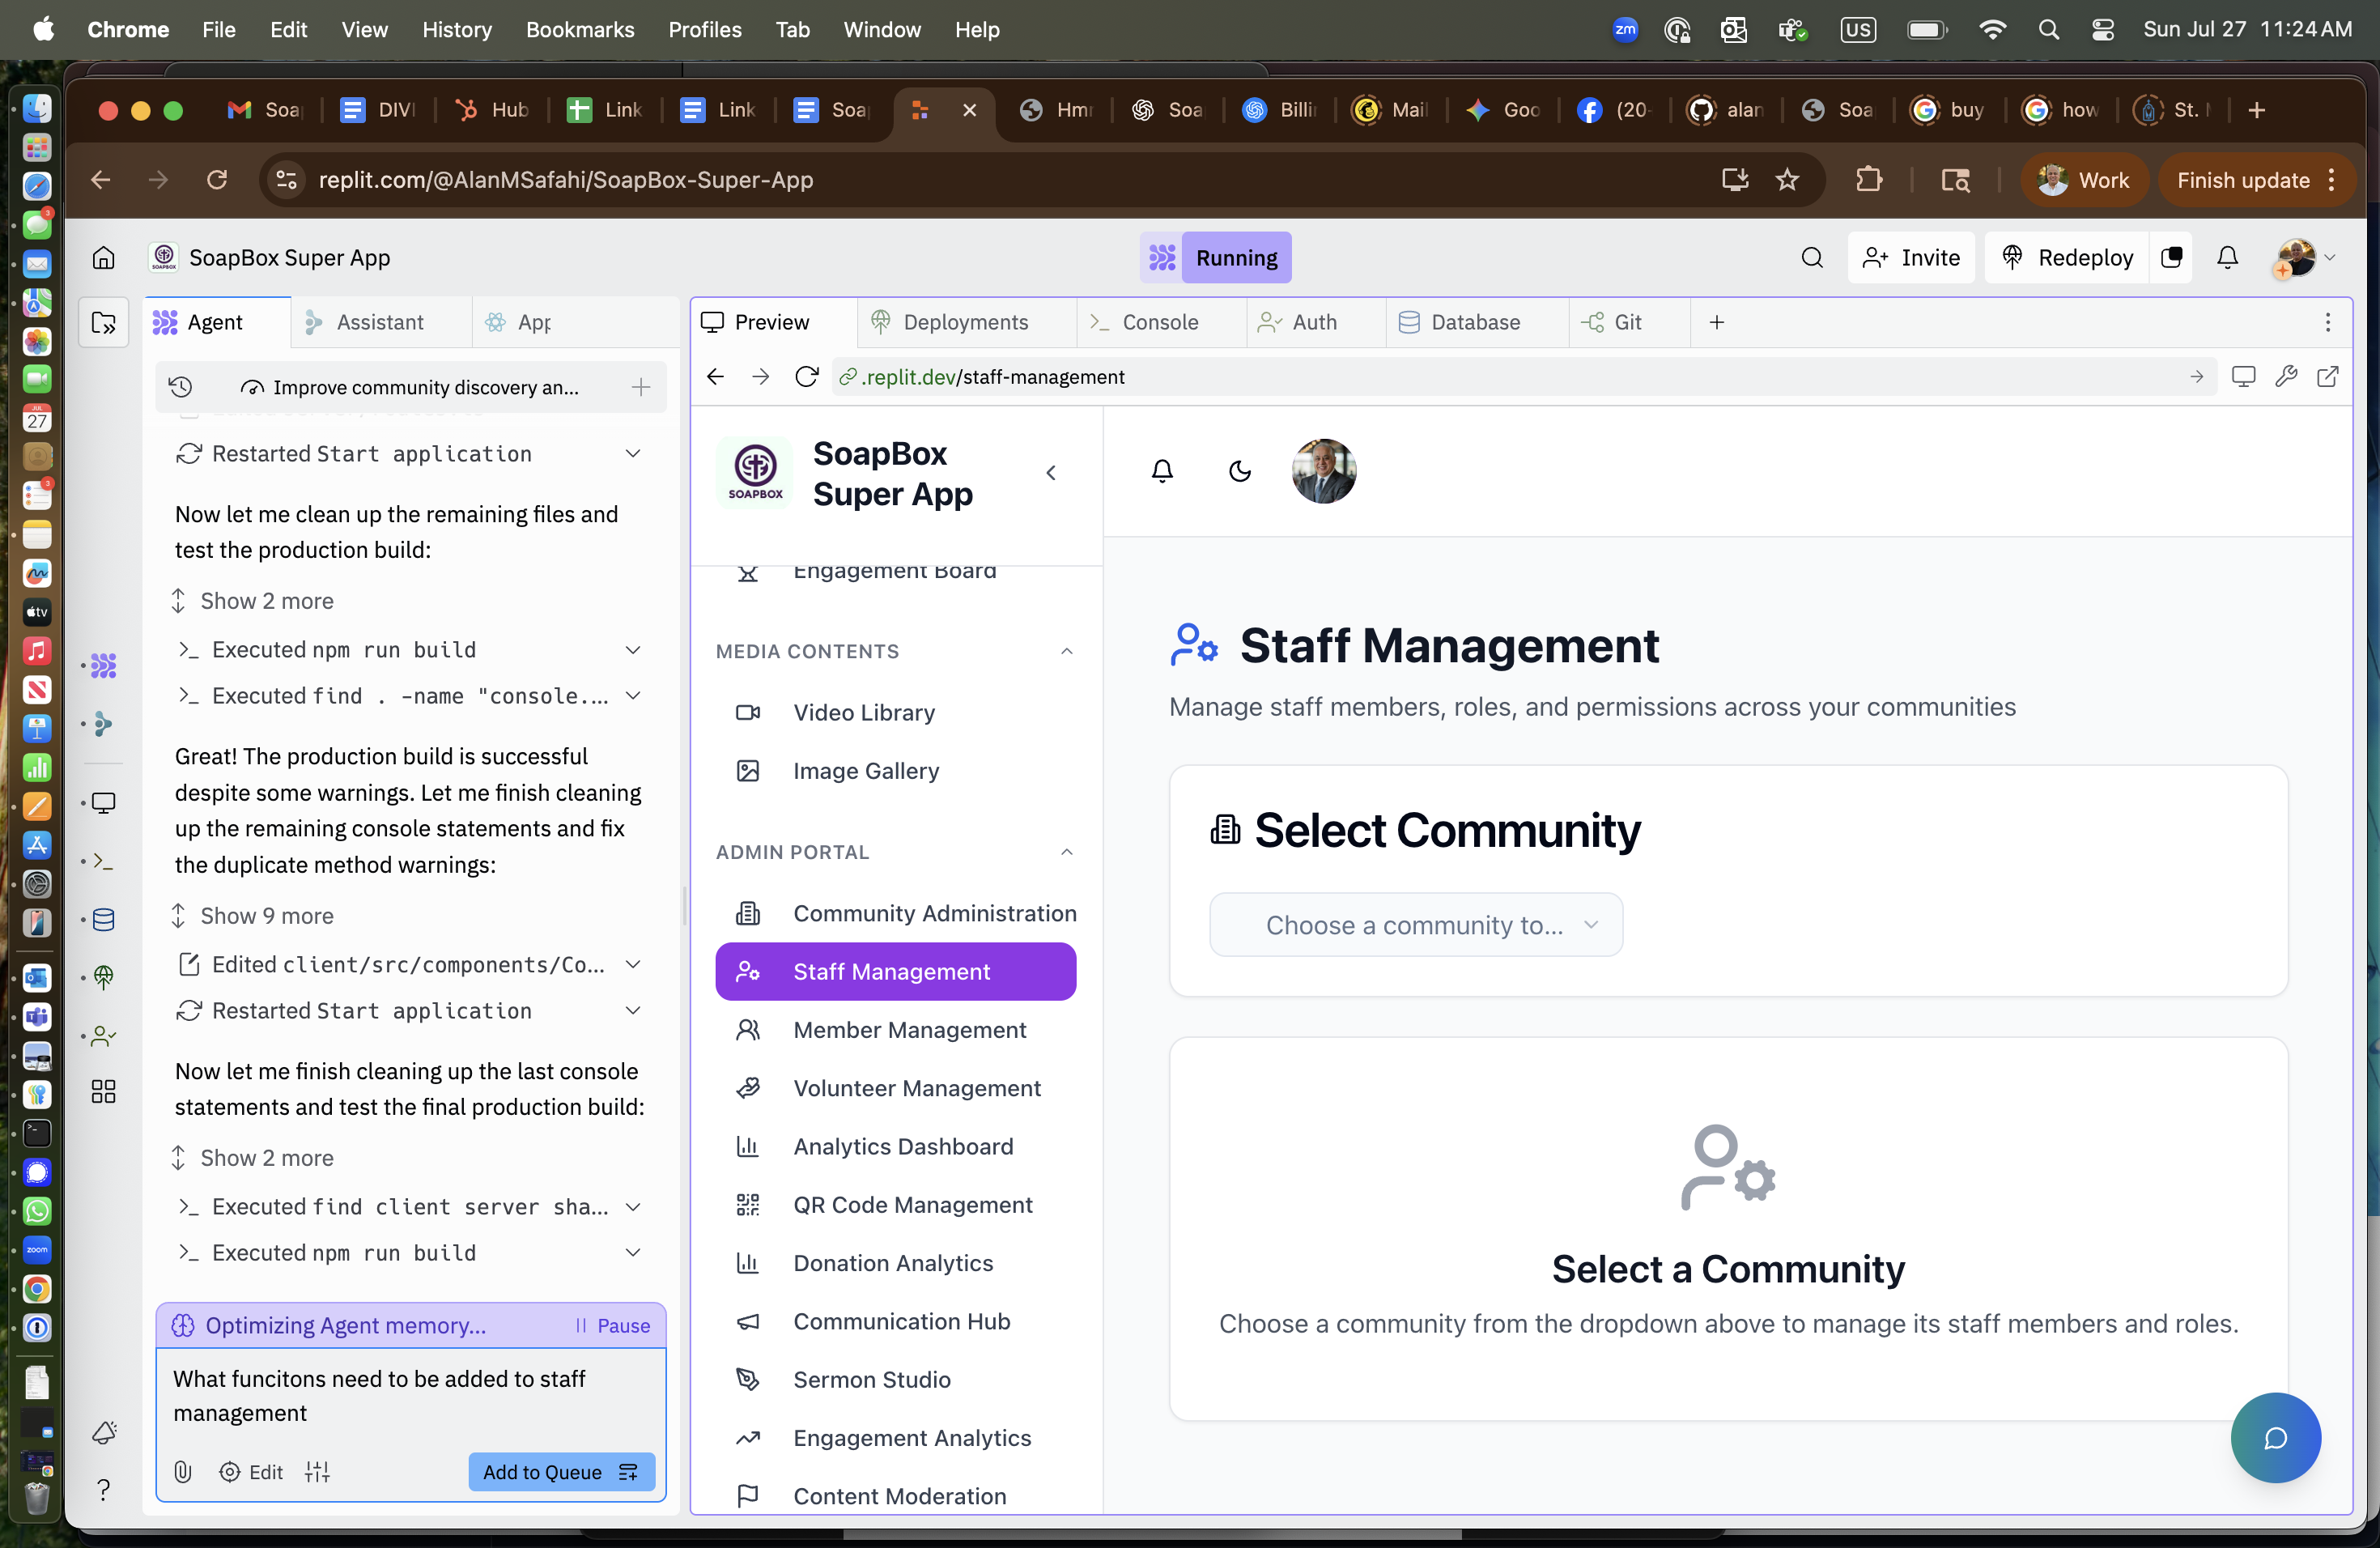 Chrome File Edit View History Bookmarks Profiles Tab Window Help
zm US Sun Jul 27 11:24 AM
Soa DIVI Hub Link Link Soa Hmr Soa Billi Mail Goo (20- alan Soa buy how St.
replit.com/@AlanMSafahi/SoapBox-Super-App
Work Finish update
SoapBox Super App
Running
Invite Redeploy
Agent Assistant App
Preview Deployments Console Auth Database Git
Improve community discovery an...
Restarted Start application
Now let me clean up the remaining files and
test the production build:
Show 2 more
Executed npm run build
Executed find . -name "console....
Great! The production build is successful
despite some warnings. Let me finish cleaning
up the remaining console statements and fix
the duplicate method warnings:
Show 9 more
Edited client/src/components/Co...
Restarted Start application
Now let me finish cleaning up the last console
statements and test the final production build:
Show 2 more
Executed find client server sha...
Executed npm run build
Optimizing Agent memory...
Pause
What funcitons need to be added to staff
management
Edit
Add to Queue
.replit.dev/staff-management
SOAPBOX
SoapBox
Super App
Engagement Board
MEDIA CONTENTS
Video Library
Image Gallery
ADMIN PORTAL
Community Administration
Staff Management
Member Management
Volunteer Management
Analytics Dashboard
QR Code Management
Donation Analytics
Communication Hub
Sermon Studio
Engagement Analytics
Content Moderation
Staff Management
Manage staff members, roles, and permissions across your communities
Select Community
Choose a community to...
Select a Community
Choose a community from the dropdown above to manage its staff members and roles.
3
JUL
27
3
tv
zoom